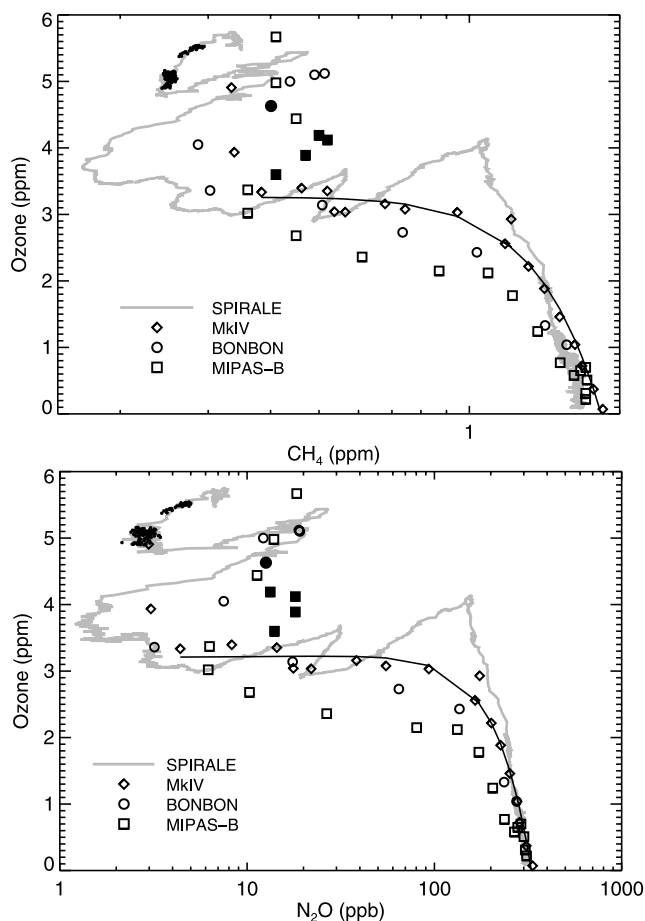 6
5
4
3
2
1
0
Ozone (ppm)
SPIRALE
MkIV
BONBON
MIPAS-B
1
CH4 (ppm)
6
5
4
3
2
1
0
Ozone (ppm)
SPIRALE
MkIV
BONBON
MIPAS-B
1 10 100 1000
N2O (ppb)